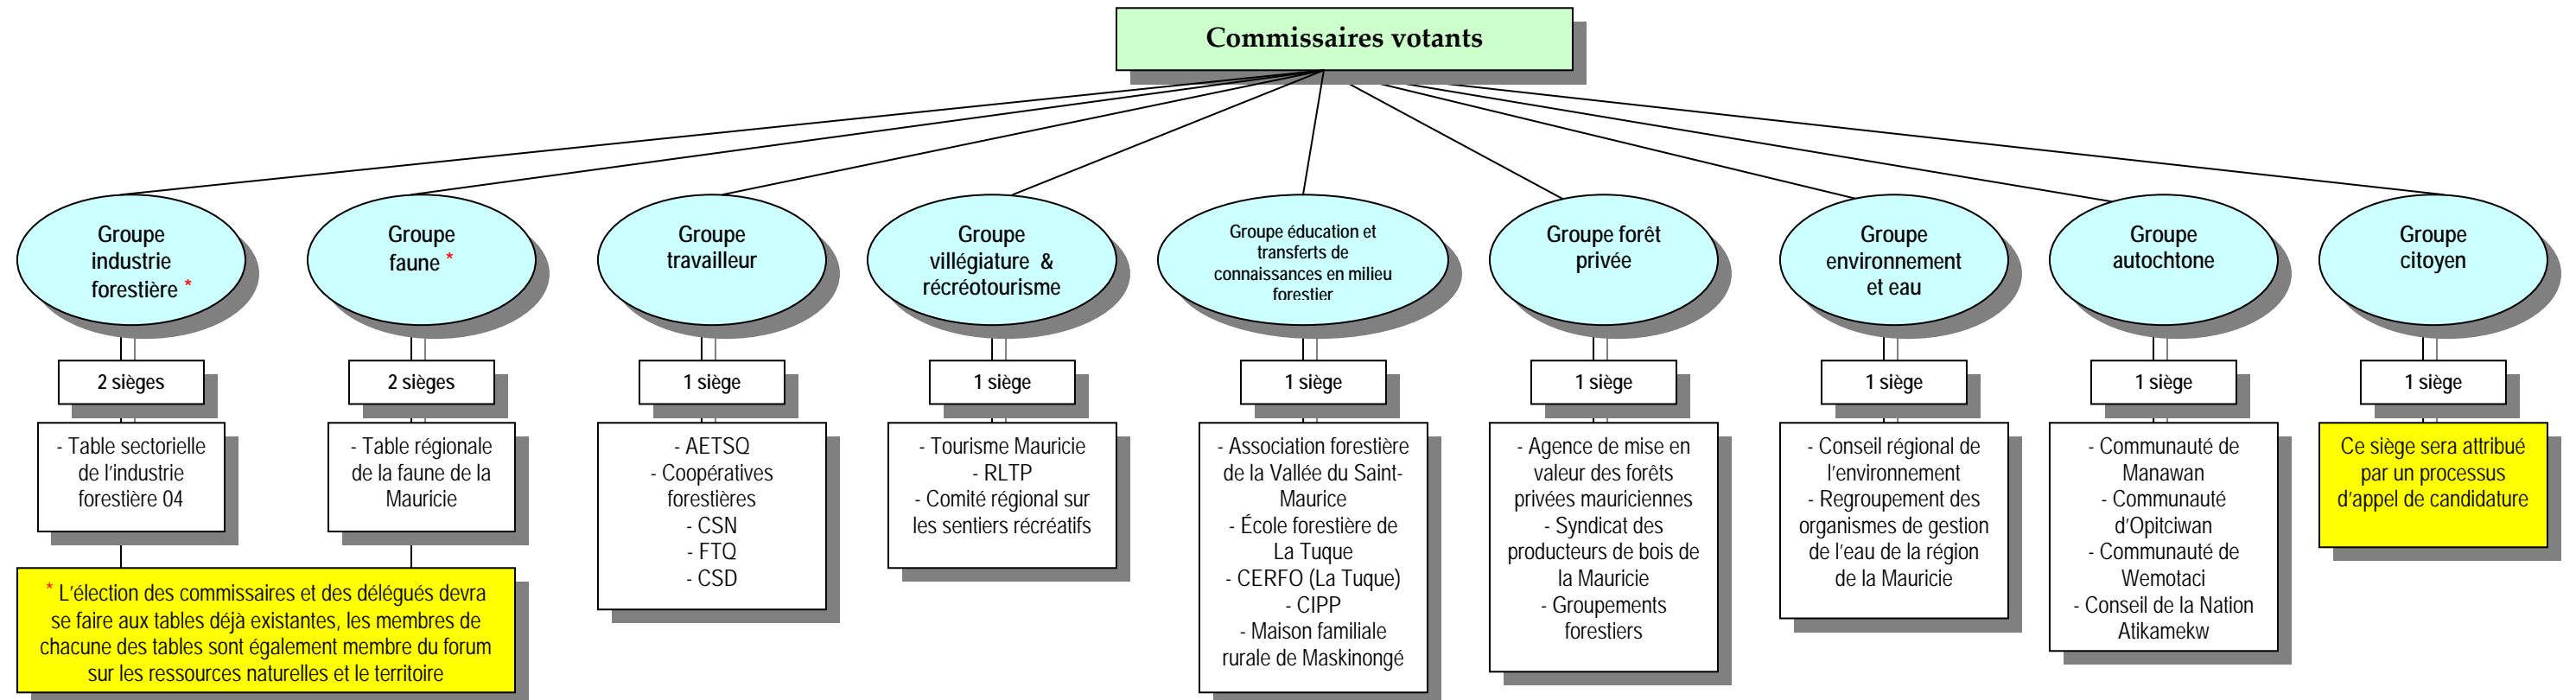 Commissaires votants
Groupe
industrie
forestière *
Groupe
faune *
Groupe
travailleur
Groupe
villégiature &
récréotourisme
Groupe éducation et
transferts de
connaissances en milieu
forestier
Groupe forêt
privée
Groupe
environnement
et eau
Groupe
autochtone
Groupe
citoyen
2 sièges
2 sièges
1 siège
1 siège
1 siège
1 siège
1 siège
1 siège
1 siège
- Table sectorielle
de l'industrie
forestière 04
- Table régionale
de la faune de la
Mauricie
- AETSQ
- Coopératives
forestières
- CSN
- FTQ
- CSD
- Tourisme Mauricie
- RLTP
- Comité régional sur
les sentiers récréatifs
- Association forestière
de la Vallée du Saint-
Maurice
- École forestière de
La Tuque
- CERFO (La Tuque)
- CIPP
- Maison familiale
rurale de Maskinongé
- Agence de mise en
valeur des forêts
privées mauriciennes
- Syndicat des
producteurs de bois de
la Mauricie
- Groupements
forestiers
- Conseil régional de
l'environnement
- Regroupement des
organismes de gestion
de l'eau de la région
de la Mauricie
- Communauté de
Manawan
- Communauté
d'Opitciwan
- Communauté de
Wemotaci
- Conseil de la Nation
Atikamekw
Ce siège sera attribué
par un processus
d'appel de candidature
* L'élection des commissaires et des délégués devra
se faire aux tables déjà existantes, les membres de
chacune des tables sont également membre du forum
sur les ressources naturelles et le territoire